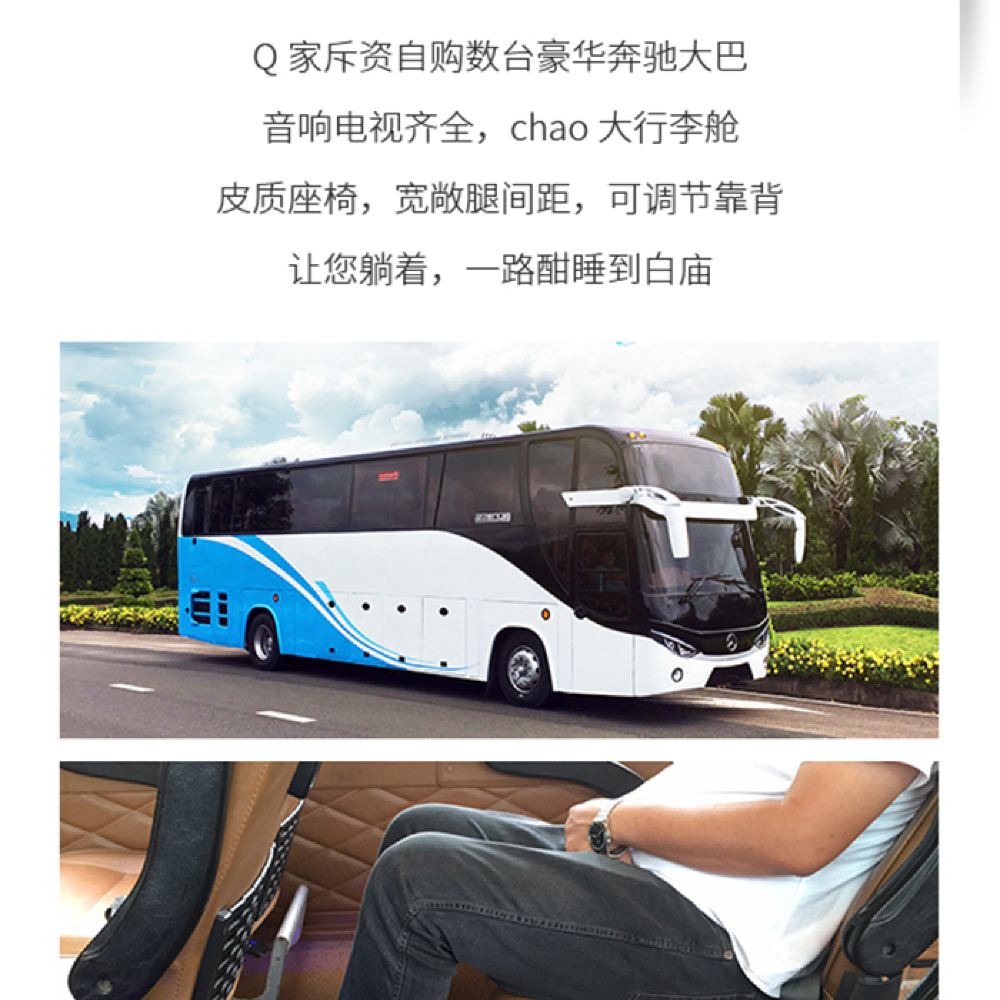 Q 家斥资自购数台豪华奔驰大巴
音响电视齐全，chao 大行李舱
皮质座椅，宽敞腿间距，可调节靠背
让您躺着，一路酣睡到白庙